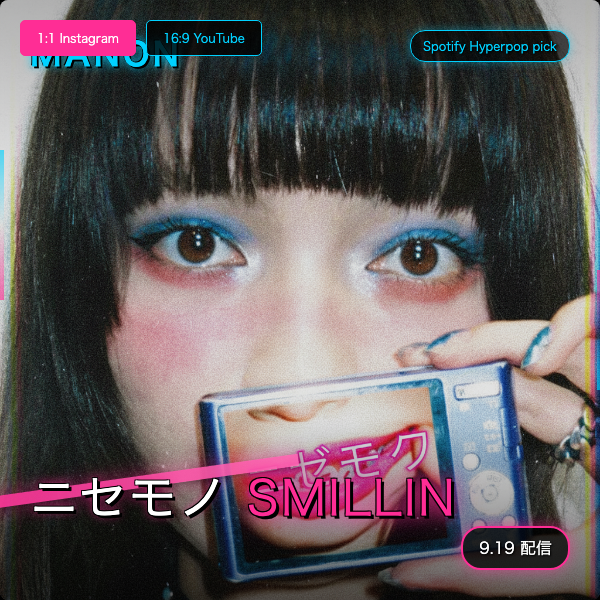 1:1 Instagram
16:9 YouTube
Spotify Hyperpop pick
MANON
ゼモク
ニセモノ SMILLIN
9.19 配信